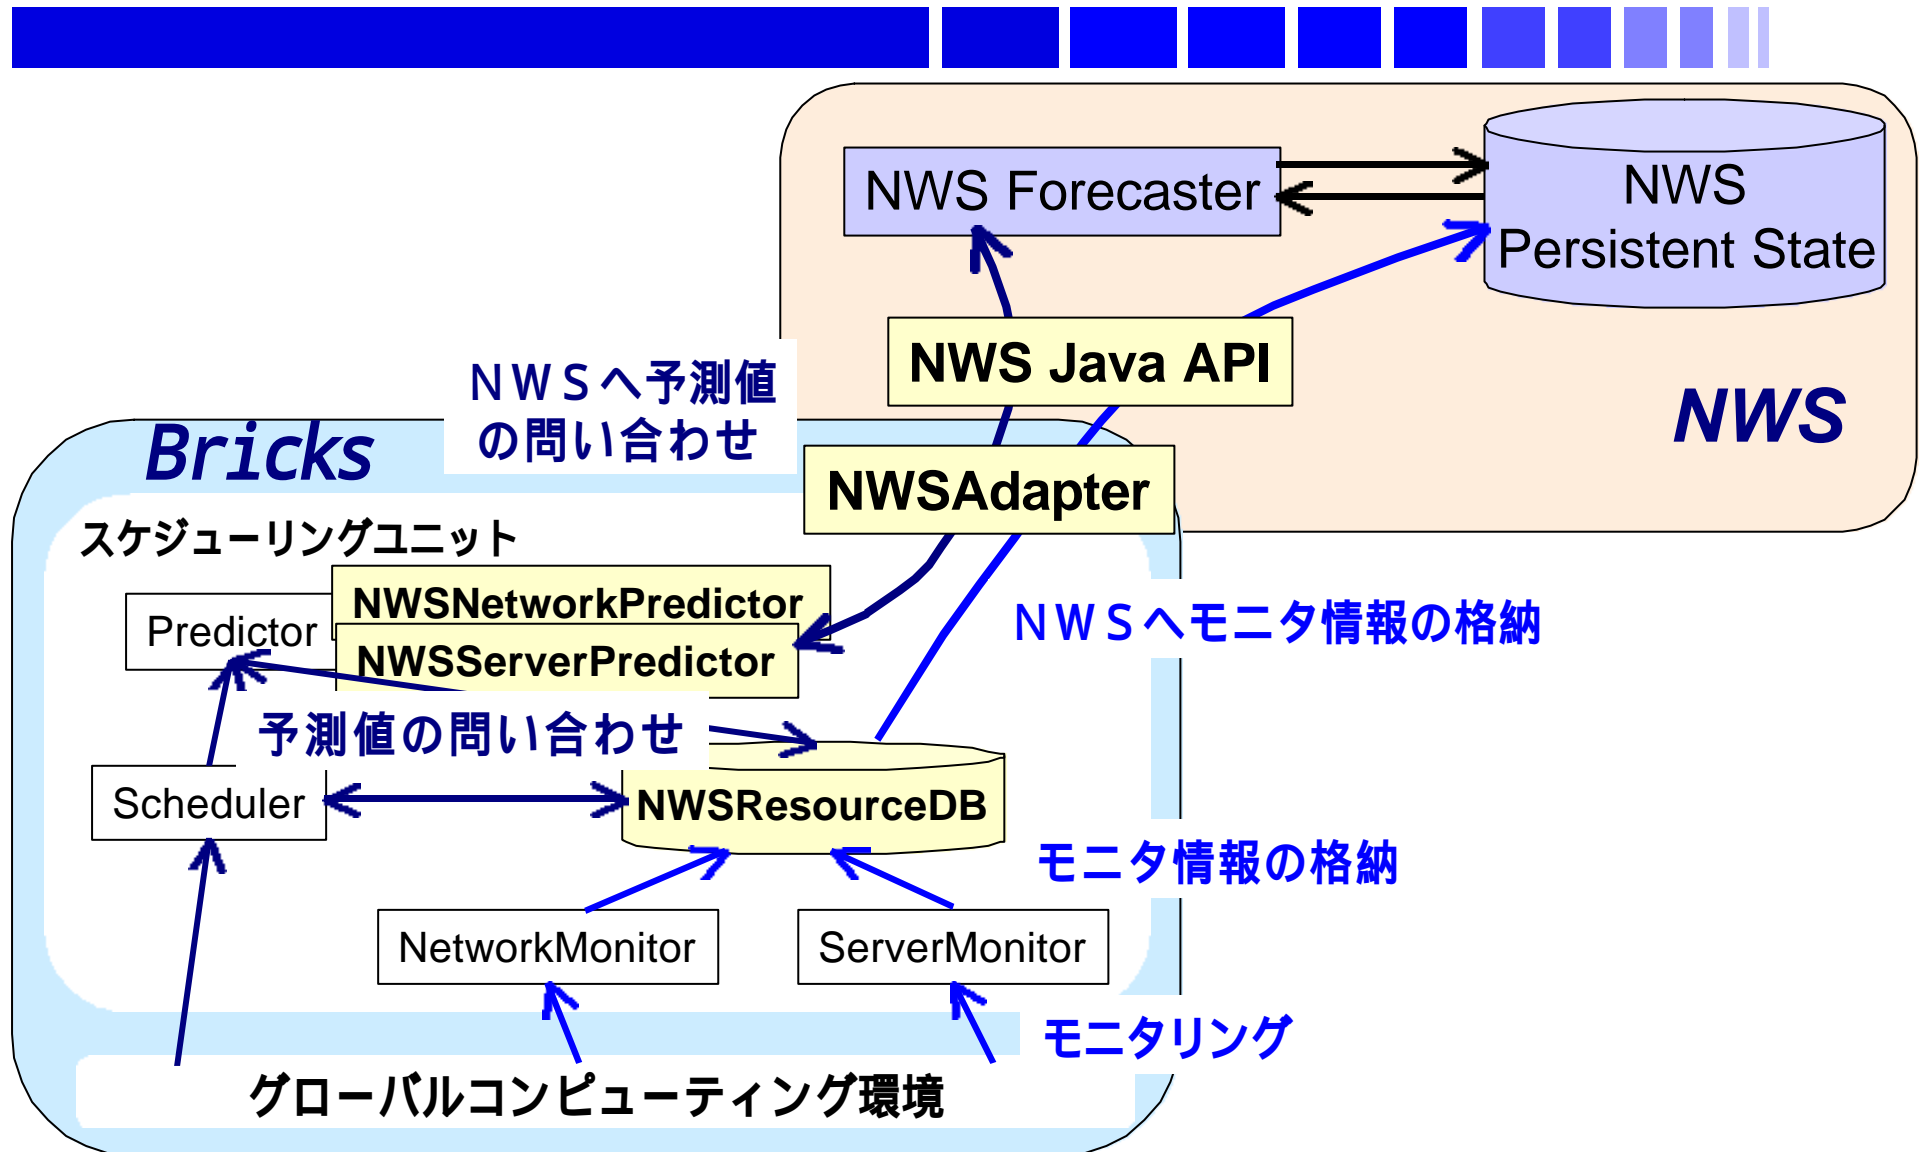 NWS Forecaster
NWS
Persistent State
NWS Java API
NWS
ＮＷＳへ予測値
の問い合わせ
Bricks
NWSAdapter
スケジューリングユニット
NWSNetworkPredictor
Predictor
NWSServerPredictor
ＮＷＳへモニタ情報の格納
予測値の問い合わせ
Scheduler
NWSResourceDB
モニタ情報の格納
NetworkMonitor
ServerMonitor
モニタリング
グローバルコンピューティング環境